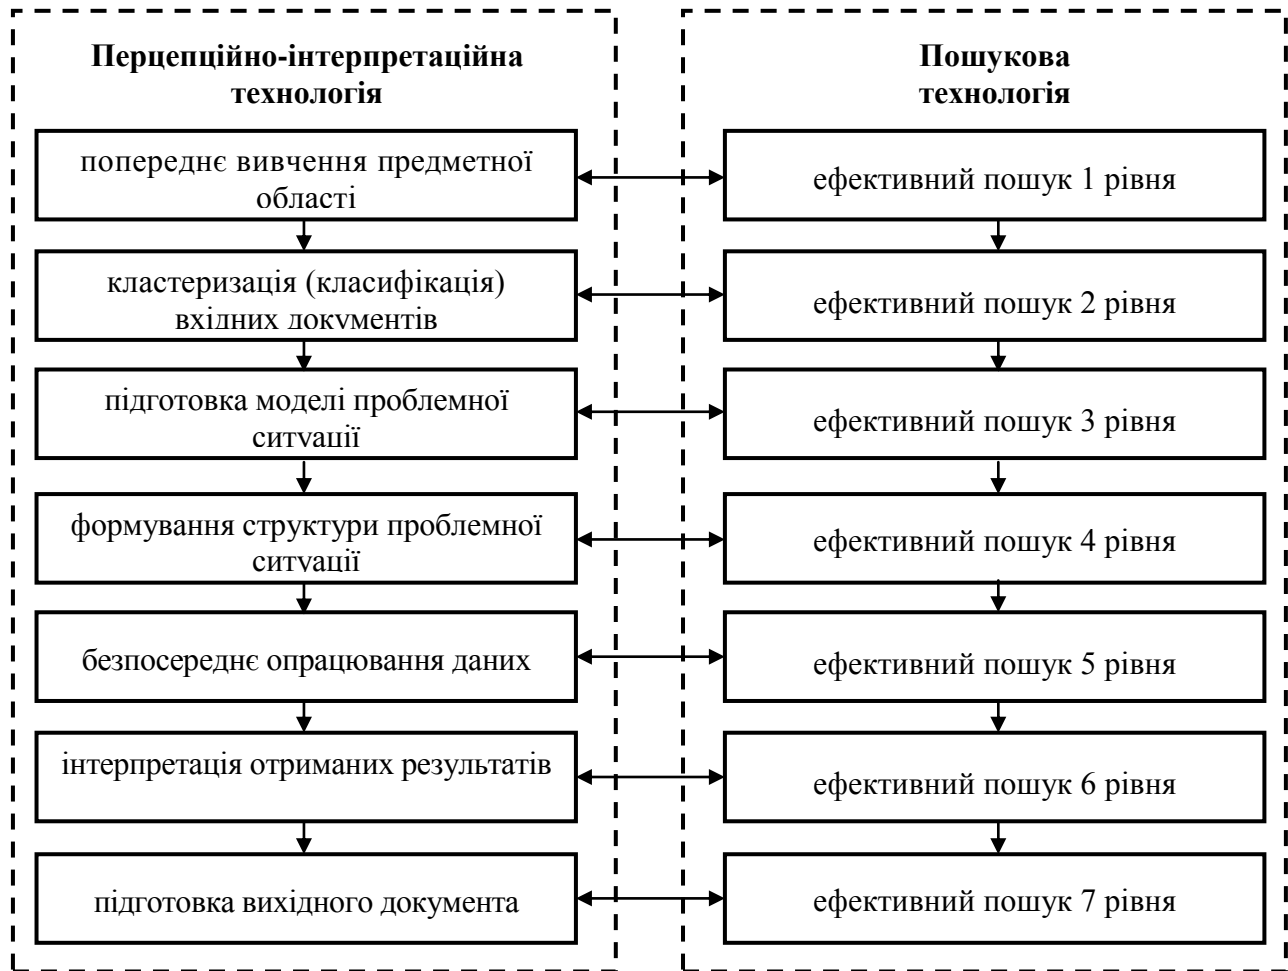 Перцепційно-інтерпретаційна
технологія
попереднє вивчення предметної
області
кластеризація (класифікація)
вхідних документів
підготовка моделі проблемної
ситуації
формування структури проблемної
ситуації
безпосереднє опрацювання даних
інтерпретація отриманих результатів
підготовка вихідного документа
Пошукова
технологія
ефективний пошук 1 рівня
ефективний пошук 2 рівня
ефективний пошук 3 рівня
ефективний пошук 4 рівня
ефективний пошук 5 рівня
ефективний пошук 6 рівня
ефективний пошук 7 рівня